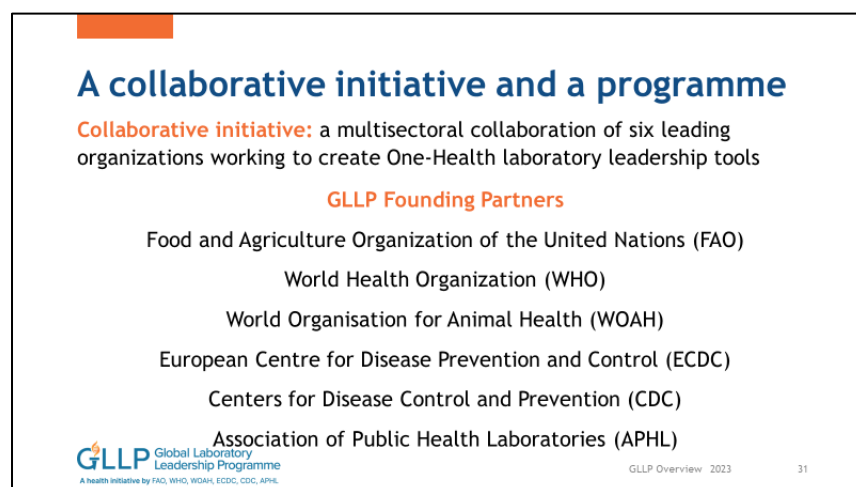 A collaborative initiative and a programme
Collaborative initiative: a multisectoral collaboration of six leading
organizations working to create One-Health laboratory leadership tools
GLLP Founding Partners
Food and Agriculture Organization of the United Nations (FAO)
World Health Organization (WHO)
World Organisation for Animal Health (WOAH)
European Centre for Disease Prevention and Control (ECDC)
Centers for Disease Control and Prevention (CDC)
Association of Public Health Laboratories (APHL)
GLLP Global Laboratory
Leadership Programme
A health initiative by FAO, WHO, WOAH, ECDC, CDC, APHL
GLLP Overview 2023
31